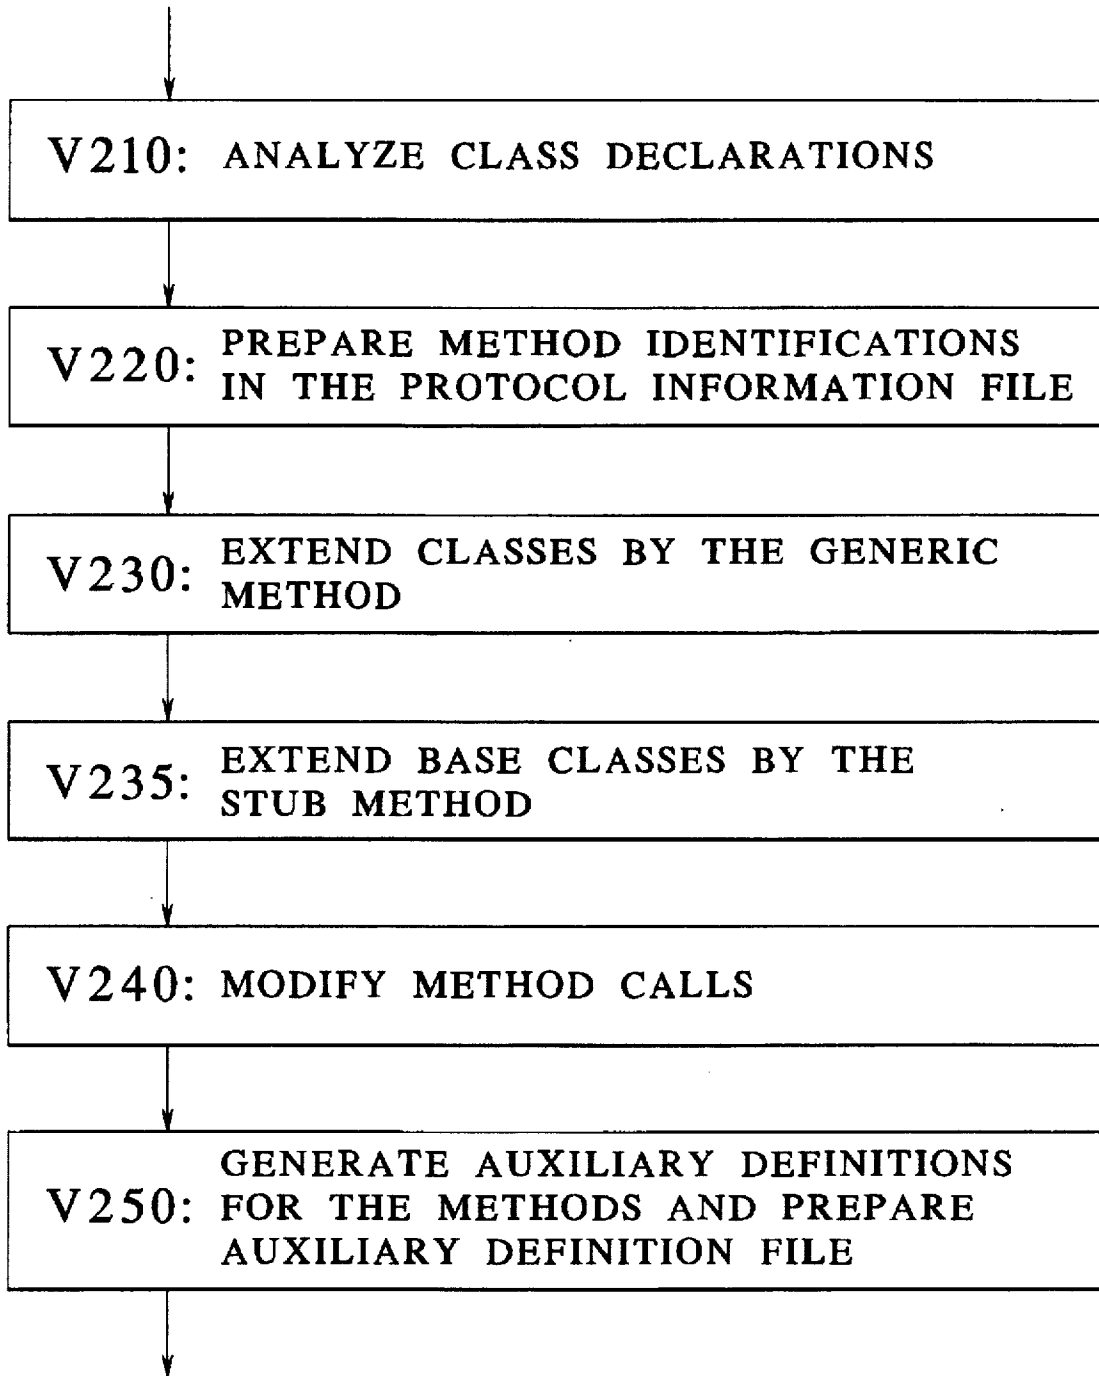 V210: ANALYZE CLASS DECLARATIONS
V220: PREPARE METHOD IDENTIFICATIONS
IN THE PROTOCOL INFORMATION FILE
V230: EXTEND CLASSES BY THE GENERIC
METHOD
V235: EXTEND BASE CLASSES BY THE
STUB METHOD
V240: MODIFY METHOD CALLS
V250: GENERATE AUXILIARY DEFINITIONS
FOR THE METHODS AND PREPARE
AUXILIARY DEFINITION FILE